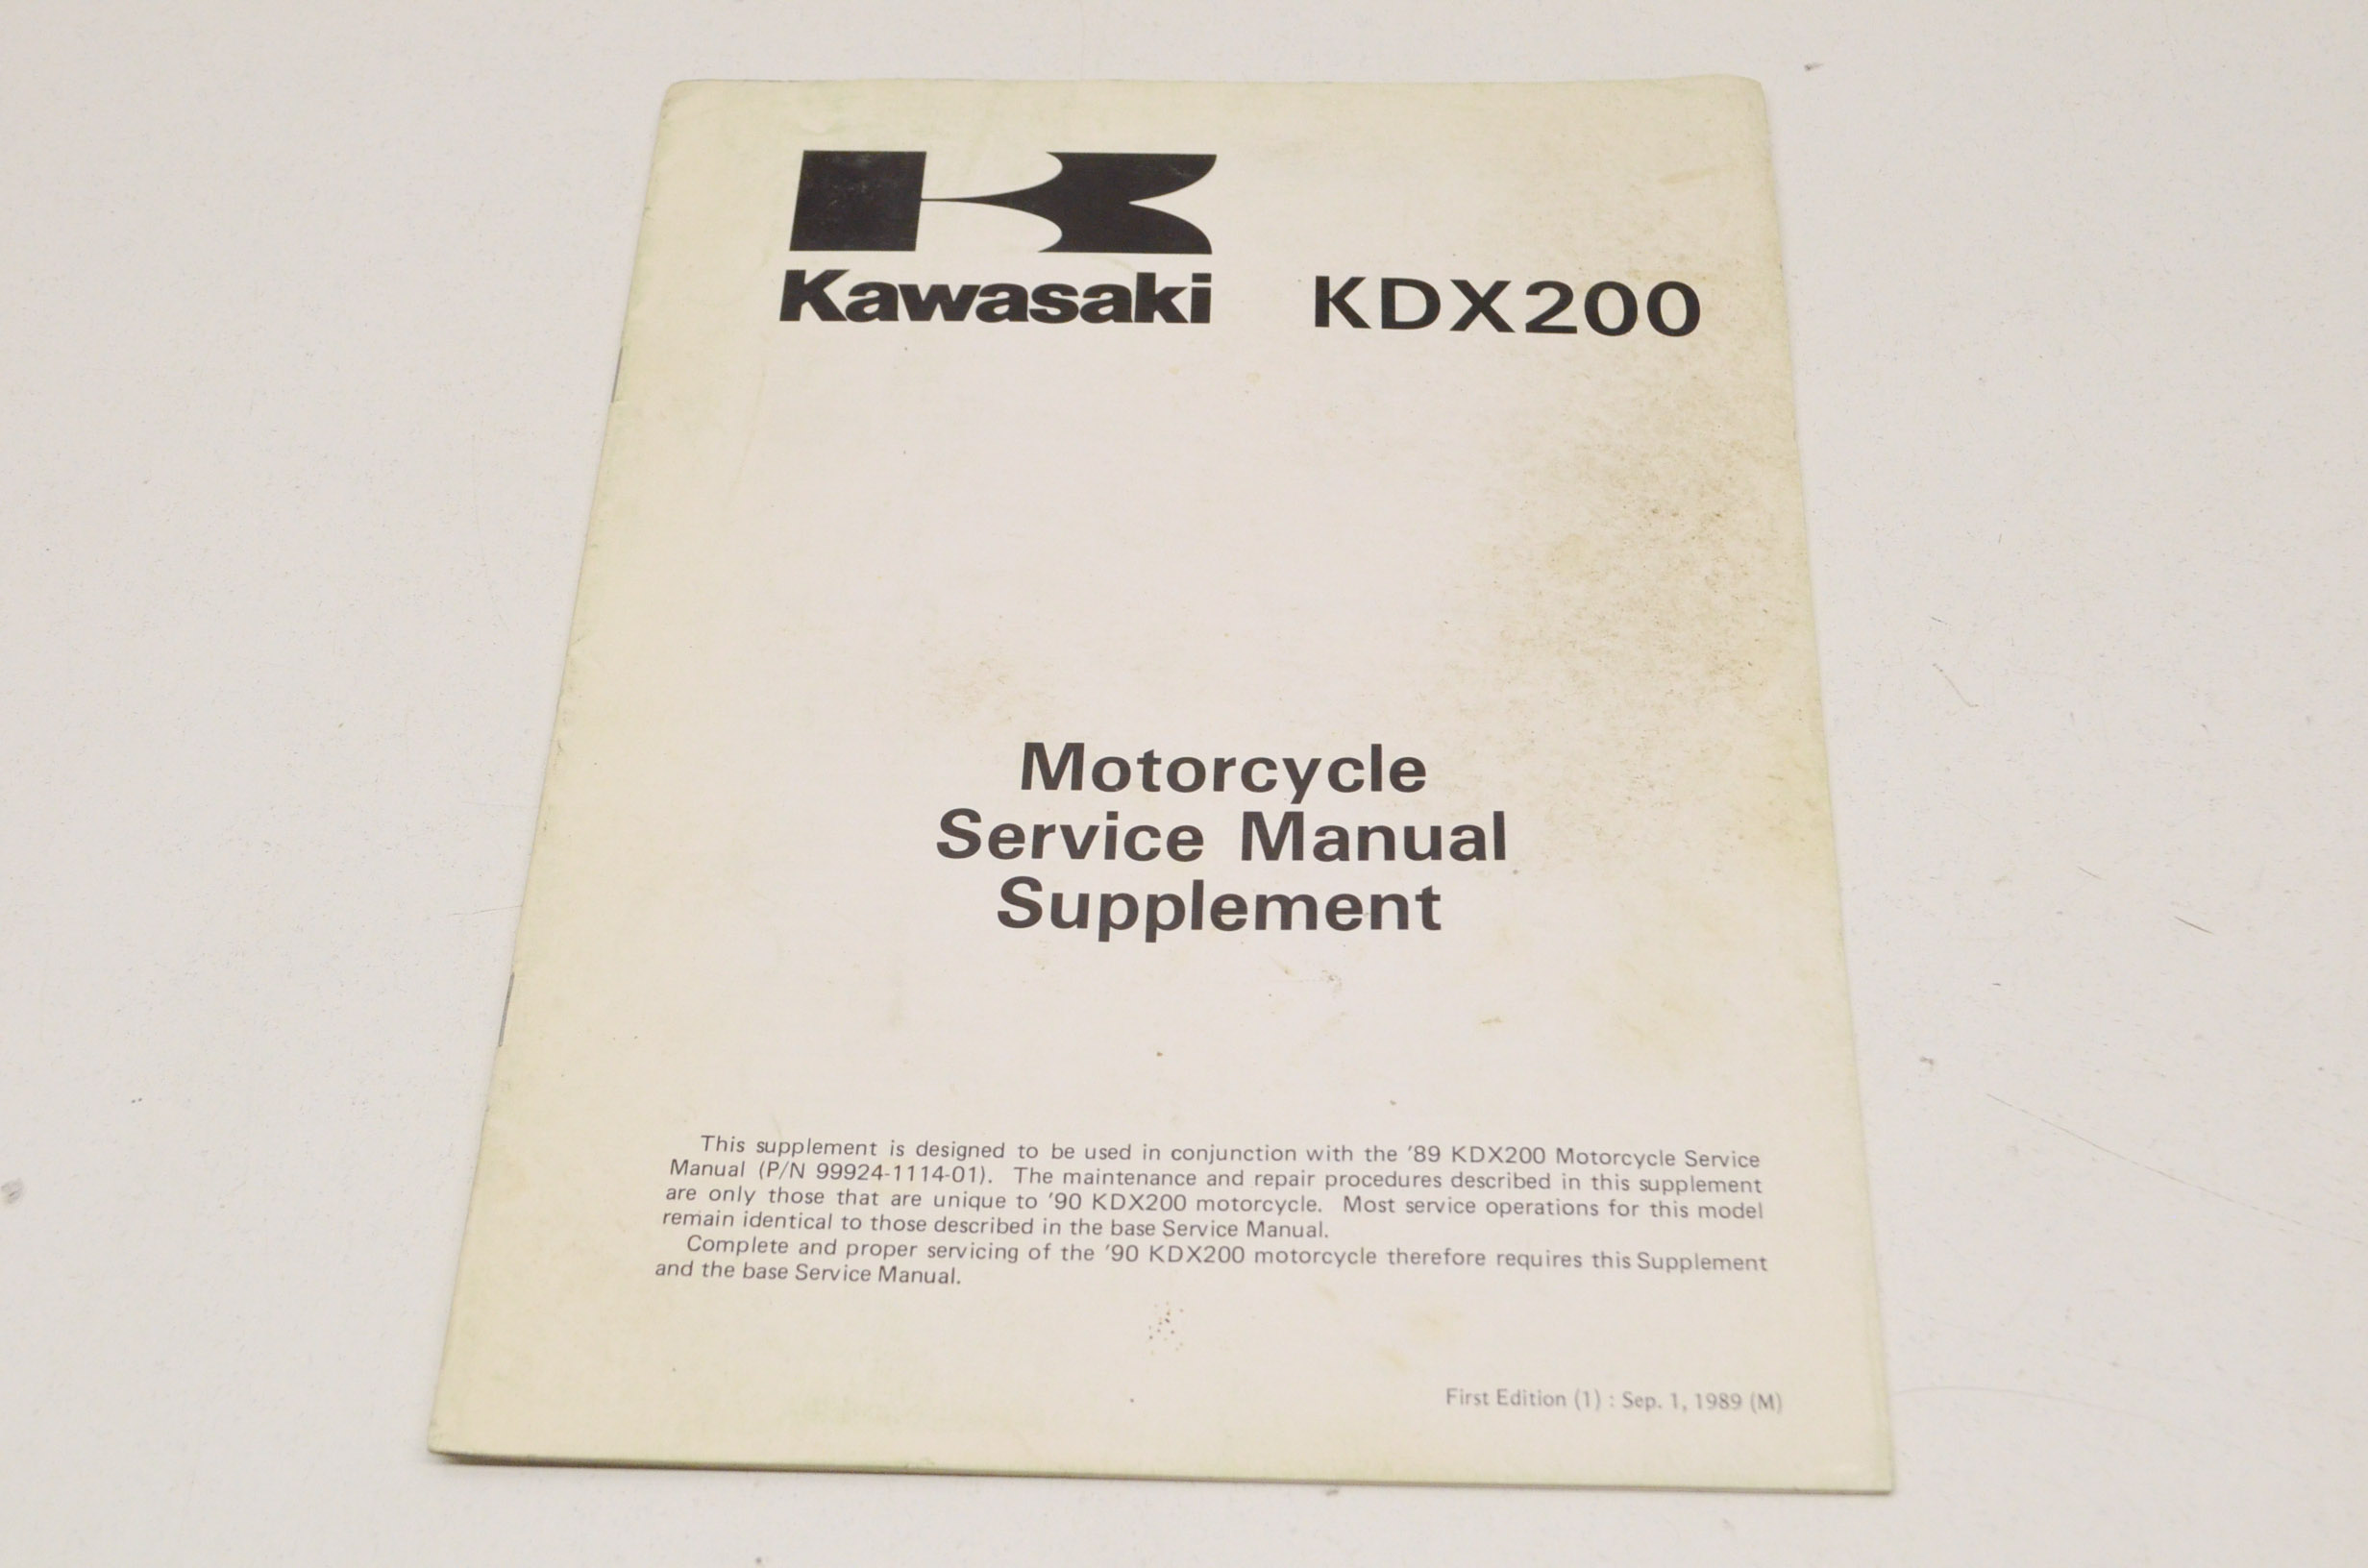 Kawasaki KDX200
Motorcycle
Service Manual
Supplement
This supplement is designed to be used in conjunction with the '89 KDX200 Motorcycle Service
Manual (P/N 99924-1114-01). The maintenance and repair procedures described in this supplement
are only those that are unique to '90 KDX200 motorcycle. Most service operations for this model
remain identical to those described in the base Service Manual.
Complete and proper servicing of the '90 KDX200 motorcycle therefore requires this Supplement
and the base Service Manual.
First Edition (1) : Sep. 1, 1989 (M)